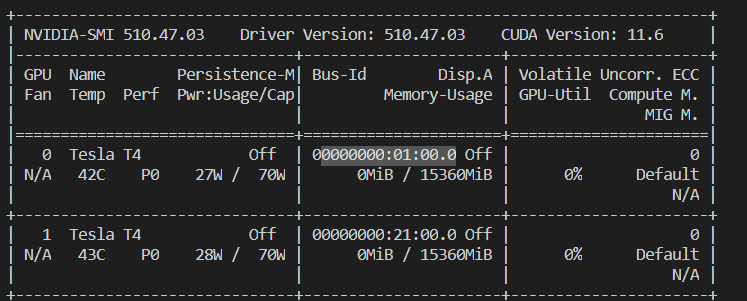 +-----------------------------------------------------------------------------+
| NVIDIA-SMI 510.47.03    Driver Version: 510.47.03    CUDA Version: 11.6     |
|-------------------------------+----------------------+----------------------+
| GPU  Name        Persistence-M| Bus-Id        Disp.A | Volatile Uncorr. ECC |
| Fan  Temp  Perf  Pwr:Usage/Cap|         Memory-Usage | GPU-Util  Compute M. |
|                               |                      |               MIG M. |
|===============================+======================+======================|
|   0  Tesla T4            Off  | 00000000:01:00.0 Off |                    0 |
| N/A   42C    P0    27W /  70W |      0MiB / 15360MiB |      0%      Default |
|                               |                      |                  N/A |
+-------------------------------+----------------------+----------------------+
|   1  Tesla T4            Off  | 00000000:21:00.0 Off |                    0 |
| N/A   43C    P0    28W /  70W |      0MiB / 15360MiB |      0%      Default |
|                               |                      |                  N/A |
+-------------------------------+----------------------+----------------------+